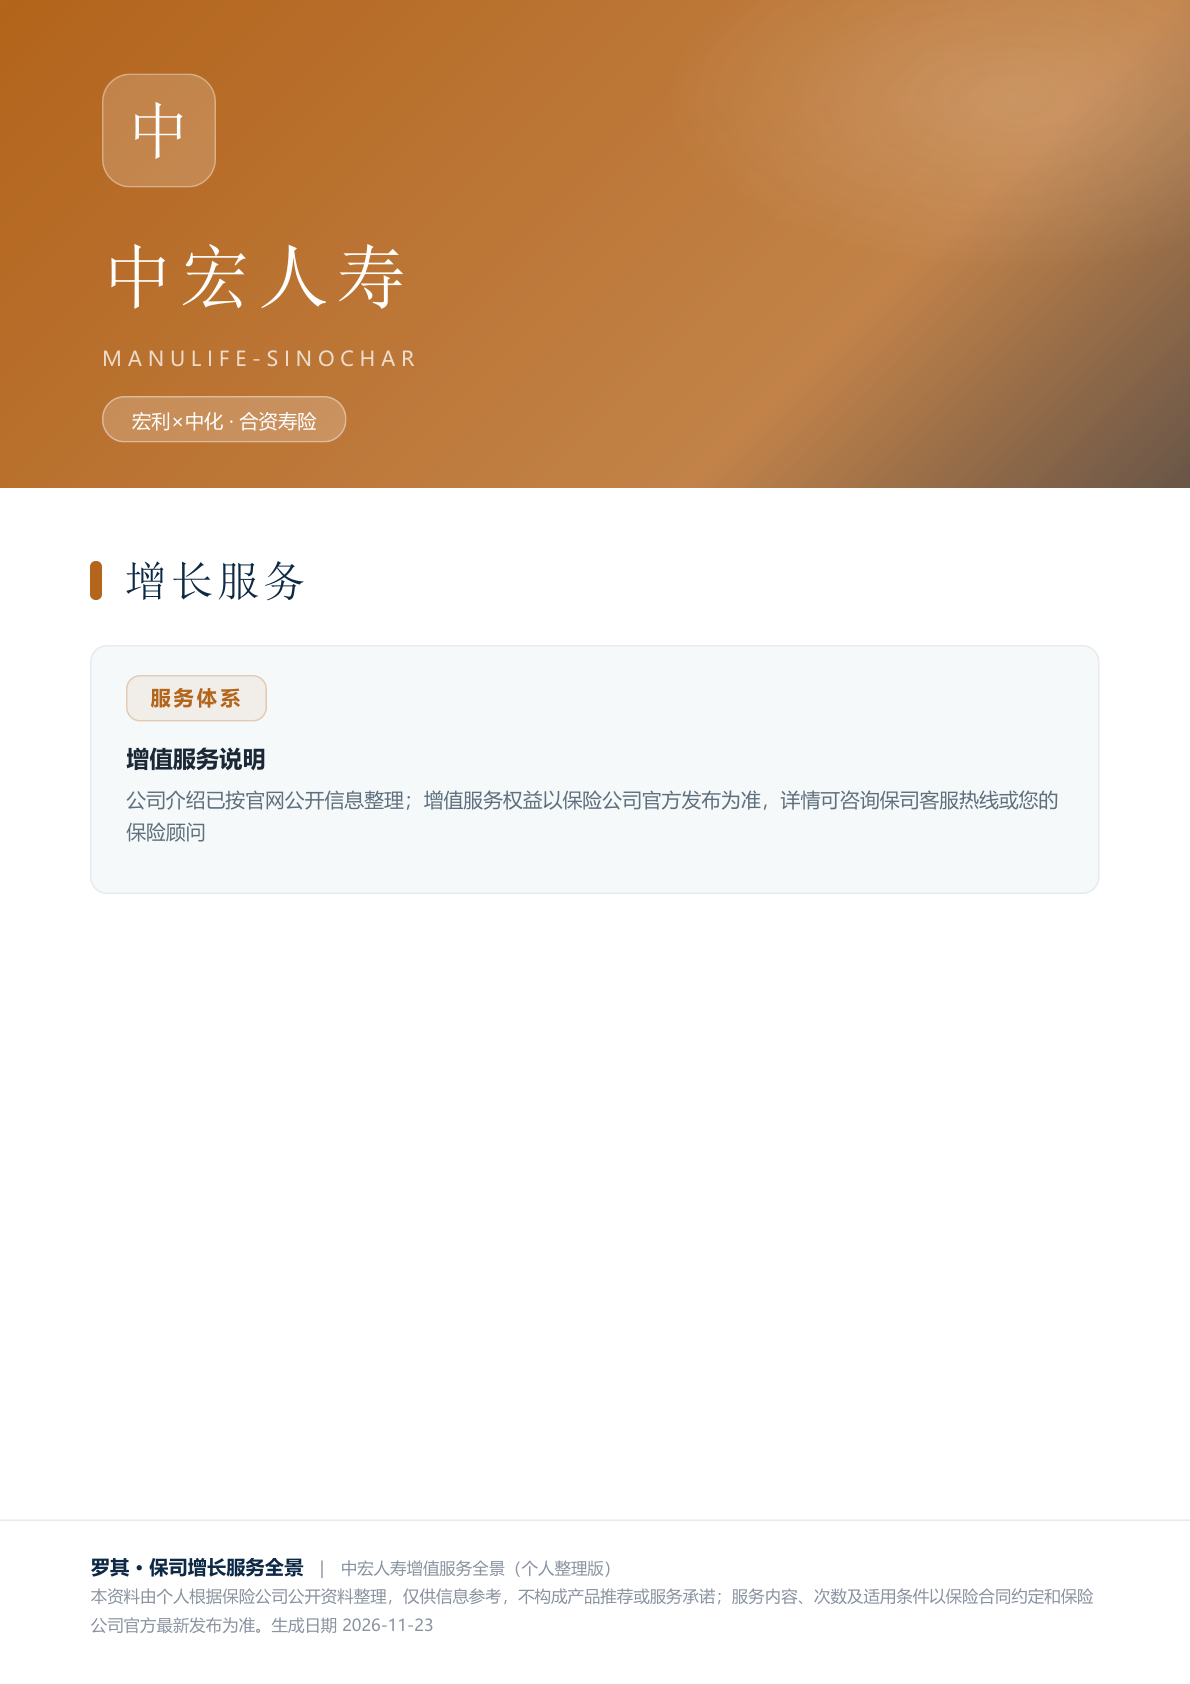 中
中宏人寿
MANULIFE-SINOCHAR
宏利×中化 · 合资寿险
增长服务
服务体系
增值服务说明
公司介绍已按官网公开信息整理；增值服务权益以保险公司官方发布为准，详情可咨询保司客服热线或您的
保险顾问
罗其 • 保司增长服务全景 | 中宏人寿增值服务全景（个人整理版）
本资料由个人根据保险公司公开资料整理，仅供信息参考，不构成产品推荐或服务承诺；服务内容、次数及适用条件以保险合同约定和保险
公司官方最新发布为准。生成日期 2026-11-23